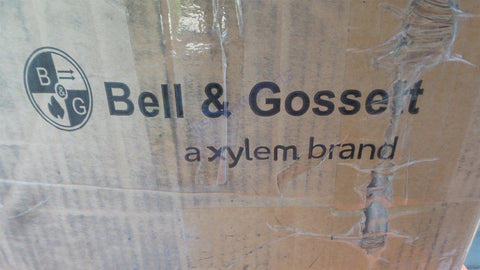 B & G Bell & Gossett
a xylem brand